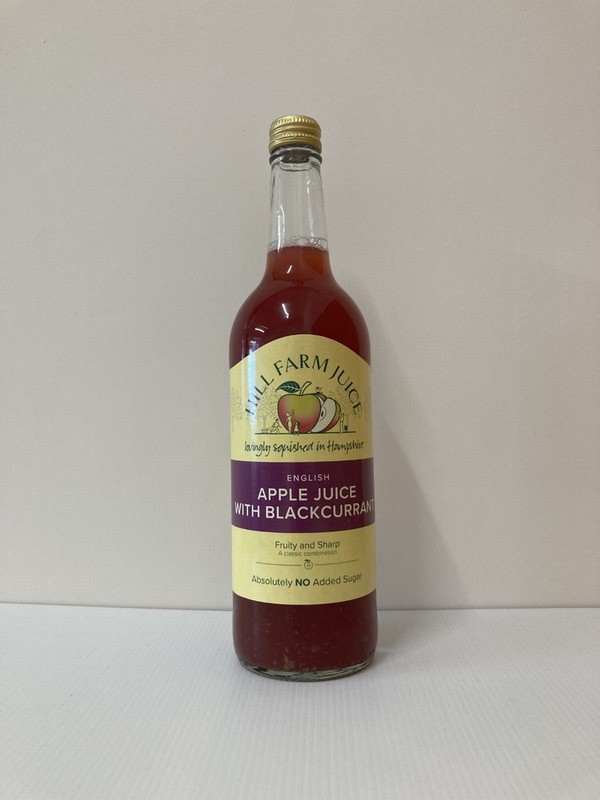 HILL FARM JUICE
lovingly squished in Hampshire
ENGLISH
APPLE JUICE
WITH BLACKCURRANT
Fruity and Sharp
A classic combination
Absolutely NO Added Sugar